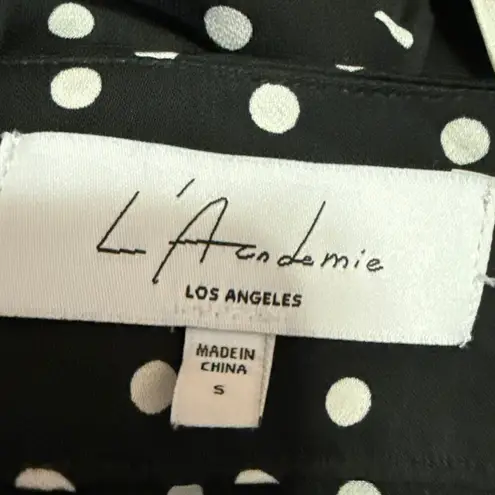 L'Academie
LOS ANGELES
MADE IN
CHINA
S